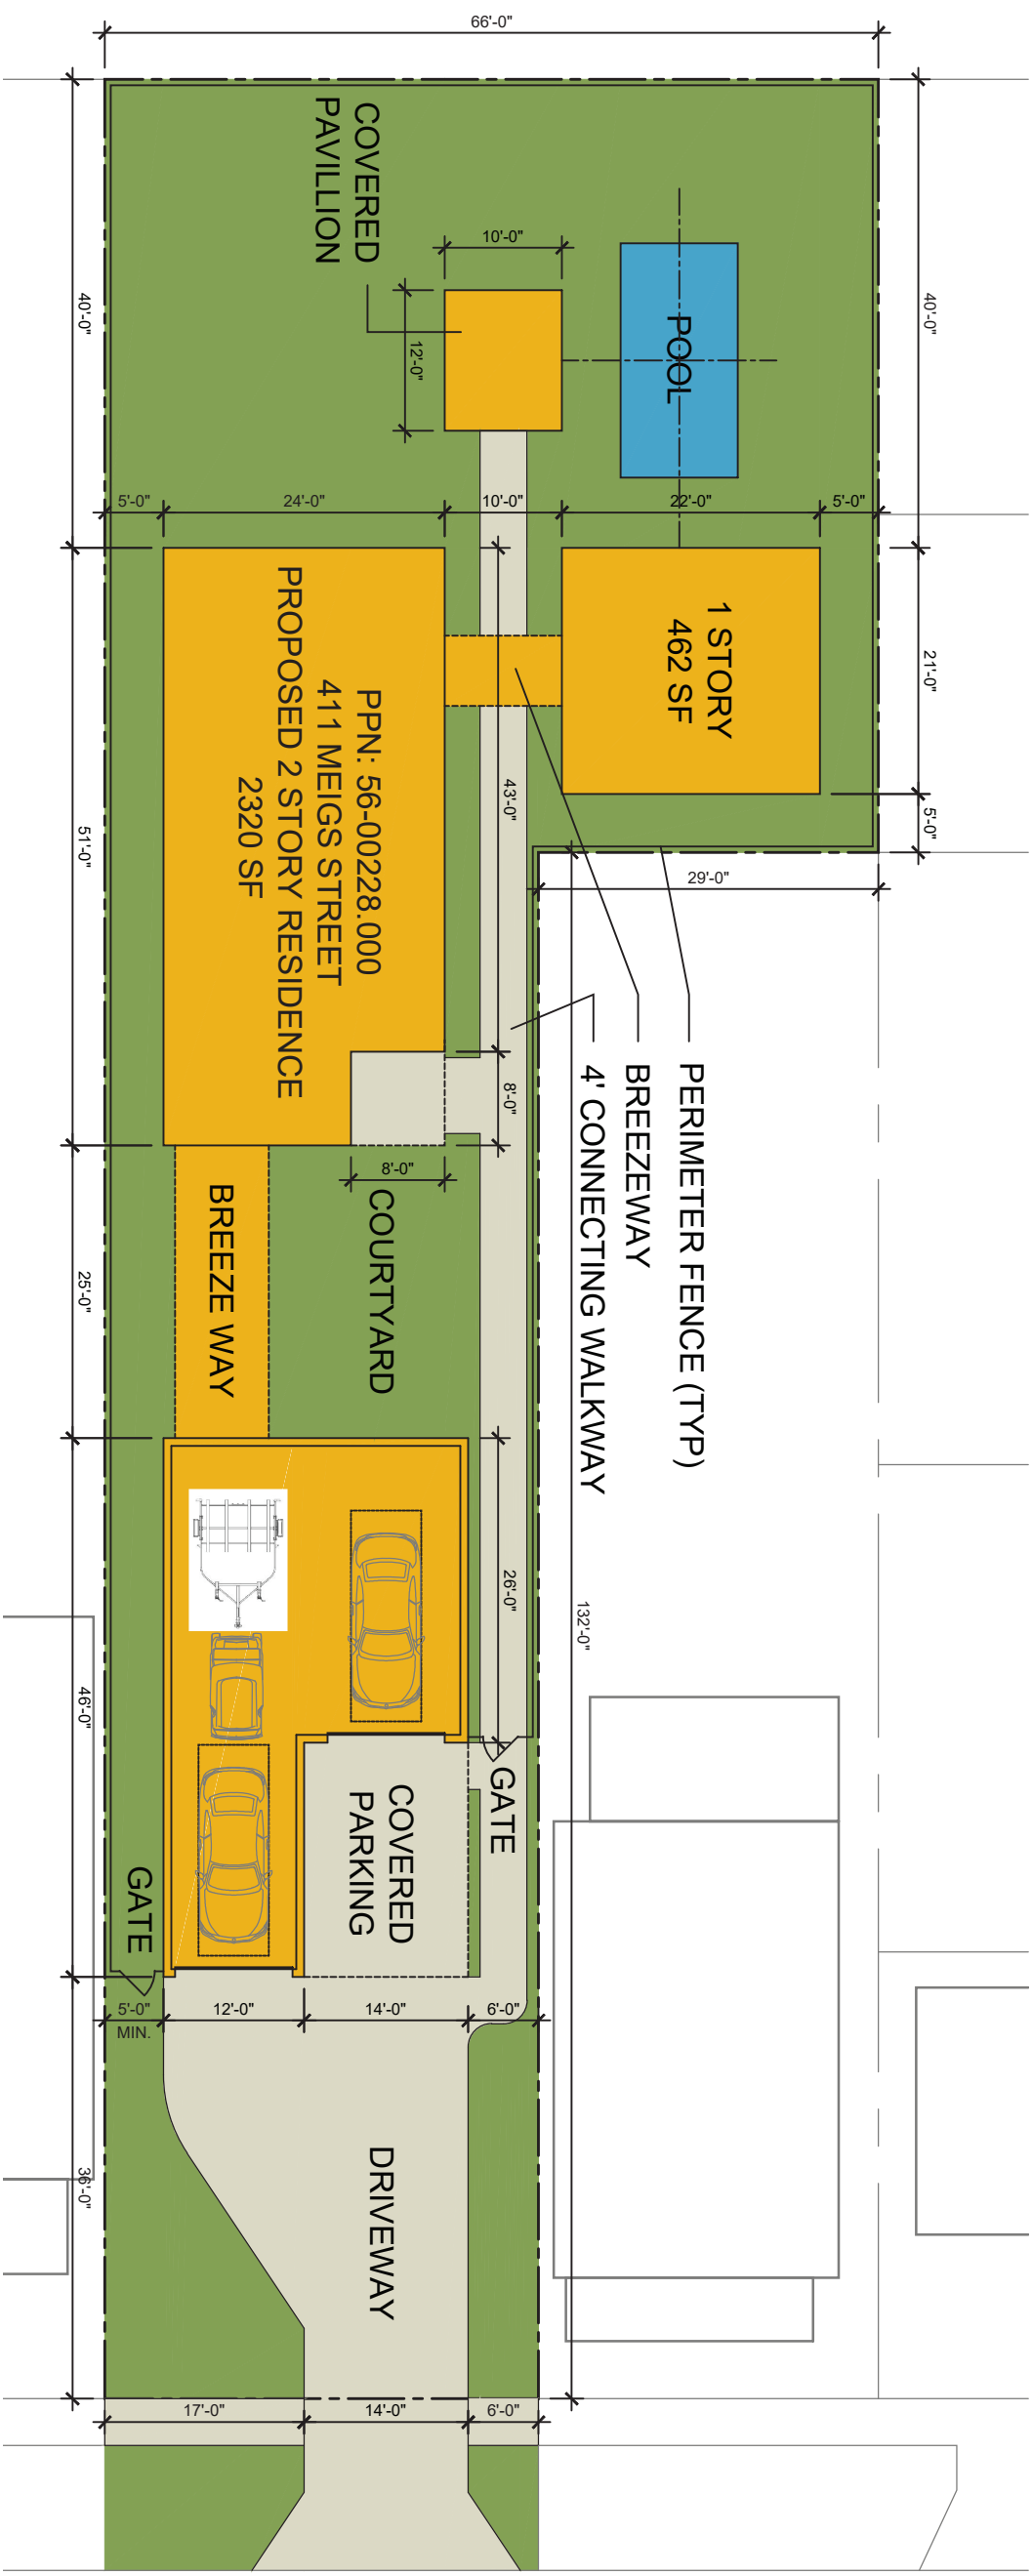 66'-0"
COVERED
PAVILLION
10'-0"
12'-0"
POOL
40'-0"
40'-0"
5'-0"
24'-0"
10'-0"
22'-0"
5'-0"
1 STORY
462 SF
21'-0"
5'-0"
29'-0"
PPN: 56-00228.000
411 MEIGS STREET
PROPOSED 2 STORY RESIDENCE
2320 SF
43'-0"
51'-0"
8'-0"
8'-0"
PERIMETER FENCE (TYP)
BREEZEWAY
4' CONNECTING WALKWAY
COURTYARD
BREEZE WAY
25'-0"
26'-0"
132'-0"
46'-0"
GATE
COVERED
PARKING
GATE
5'-0"
MIN.
12'-0"
14'-0"
6'-0"
DRIVEWAY
36'-0"
17'-0"
14'-0"
6'-0"